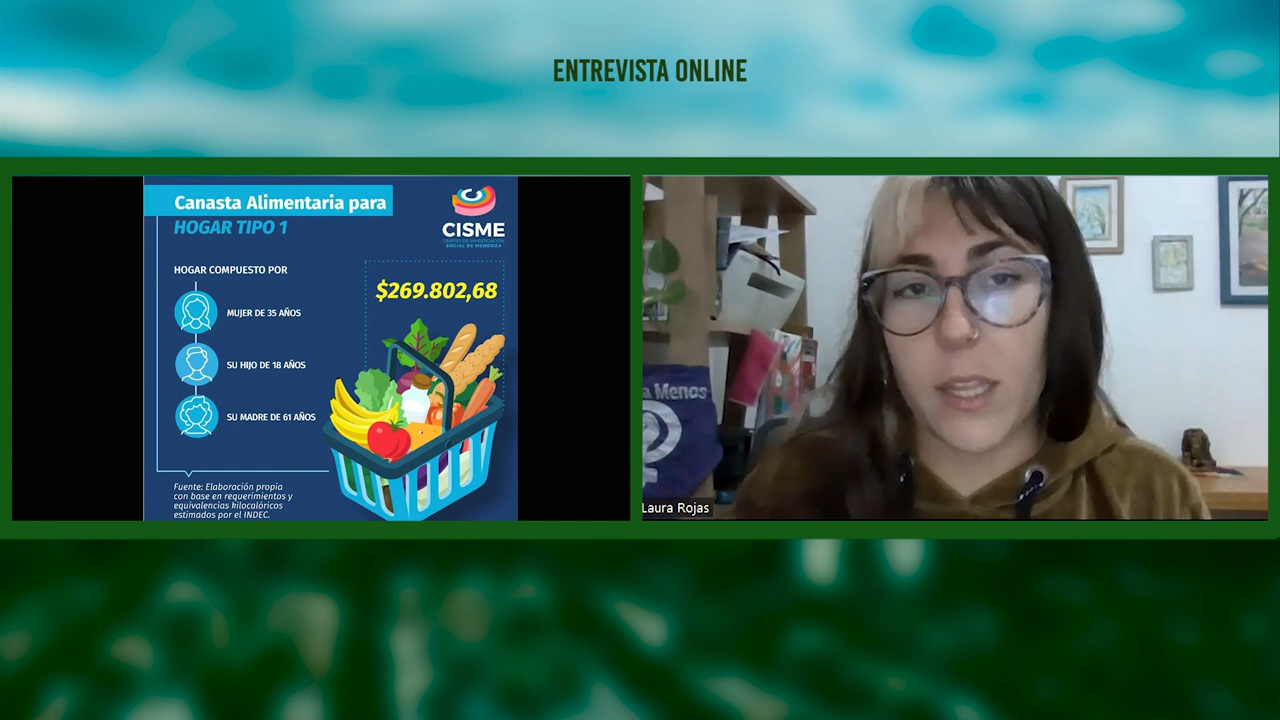 ENTREVISTA ONLINE
Canasta Alimentaria para
HOGAR TIPO 1
CISME
CENTRO DE INVESTIGACIÓN
SOCIAL DE MENDOZA
HOGAR COMPUESTO POR
$269.802,68
MUJER DE 35 AÑOS
SU HIJO DE 18 AÑOS
SU MADRE DE 61 AÑOS
Fuente: Elaboración propia
con base en requerimientos y
equivalencias kilocalóricos
estimados por el INDEC.
a Menos
Laura Rojas